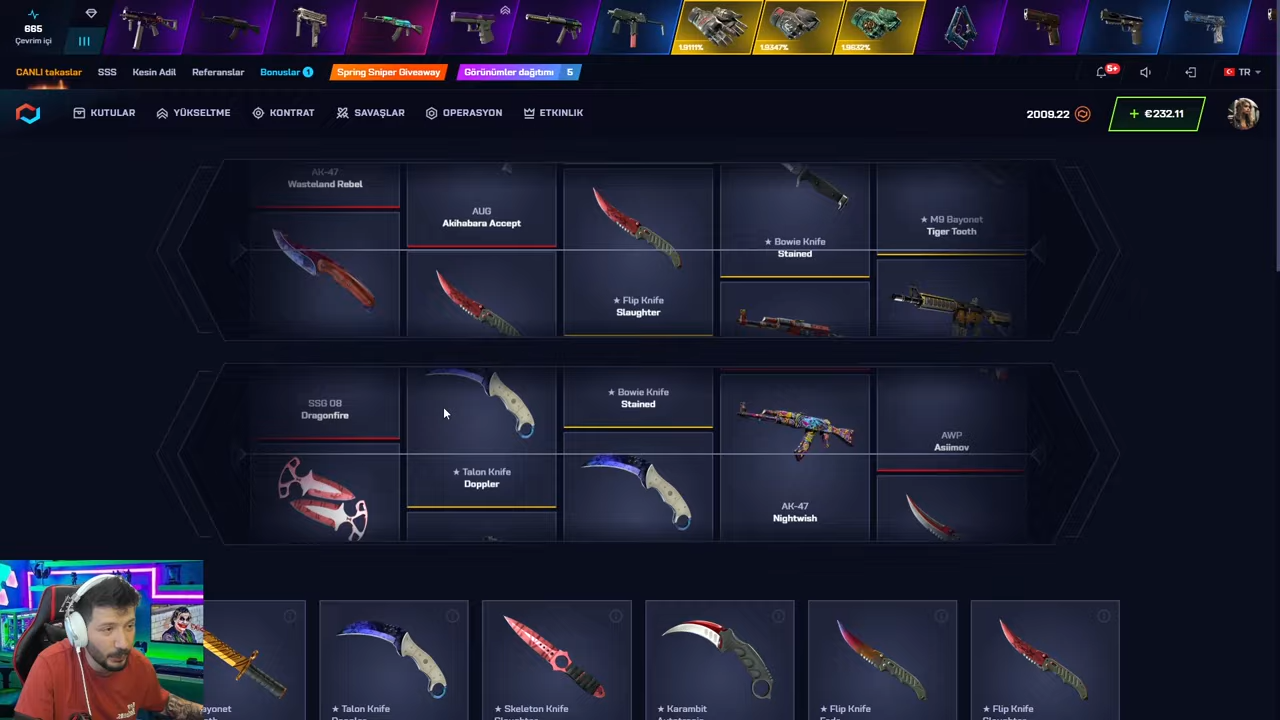 665
Çevrim içi
1.9111%
1.9347%
1.9632%
CANLI takaslar
SSS
Kesin Adil
Referanslar
Bonuslar 1
Spring Sniper Giveaway
Görünümler dağıtımı 5
5+
TR
KUTULAR
YÜKSELTME
KONTRAT
SAVAŞLAR
OPERASYON
ETKINLIK
2009.22
+ €232.11
AK-47
Wasteland Rebel
AUG
Akihabara Accept
★ Flip Knife
Slaughter
★ Bowie Knife
Stained
★ M9 Bayonet
Tiger Tooth
SSG 08
Dragonfire
★ Talon Knife
Doppler
★ Bowie Knife
Stained
AK-47
Nightwish
AWP
Asiimov
★ Talon Knife
★ Skeleton Knife
★ Karambit
★ Flip Knife
★ Flip Knife